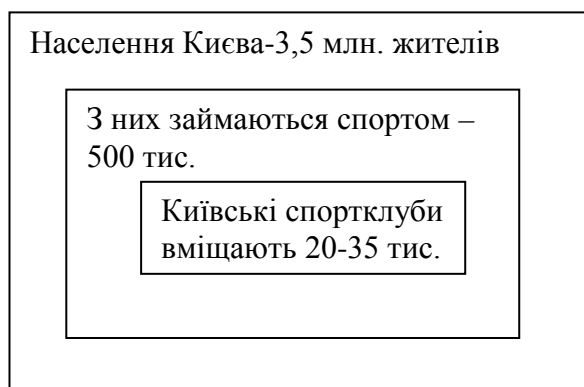 Населення Києва-3,5 млн. жителів
З них займаються спортом –
500 тис.
Київські спортклуби
вміщають 20-35 тис.